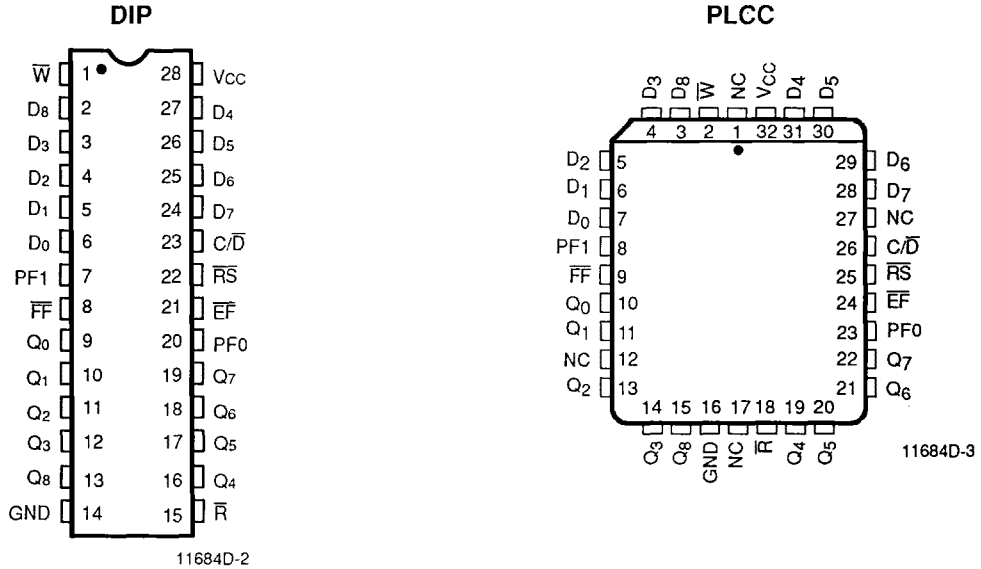 DIP
W̅ 1 28 VCC
D8 2 27 D4
D3 3 26 D5
D2 4 25 D6
D1 5 24 D7
D0 6 23 C/D̅
PF1 7 22 R̅S̅
F̅F̅ 8 21 E̅F̅
Q0 9 20 PF0
Q1 10 19 Q7
Q2 11 18 Q6
Q3 12 17 Q5
Q8 13 16 Q4
GND 14 15 R̅
11684D-2
PLCC
D3 D8 W̅ NC VCC D4 D5
4 3 2 1 32 31 30
D2 5 29 D6
D1 6 28 D7
D0 7 27 NC
PF1 8 26 C/D̅
F̅F̅ 9 25 R̅S̅
Q0 10 24 E̅F̅
Q1 11 23 PF0
NC 12 22 Q7
Q2 13 21 Q6
14 15 16 17 18 19 20
Q3 Q8 GND NC R̅ Q4 Q5
11684D-3